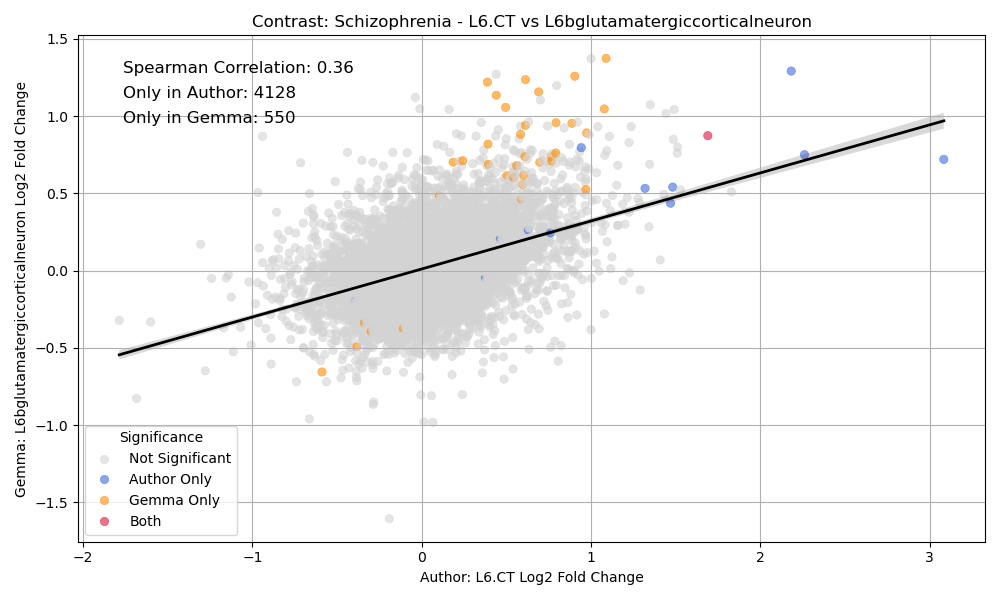 Contrast: Schizophrenia - L6.CT vs L6bglutamatergiccorticalneuron
Gemma: L6bglutamatergiccorticalneuron Log2 Fold Change
1.5
1.0
0.5
0.0
−0.5
−1.0
−1.5
Spearman Correlation: 0.36
Only in Author: 4128
Only in Gemma: 550
Significance
Not Significant
Author Only
Gemma Only
Both
−2
−1
0
1
2
3
Author: L6.CT Log2 Fold Change